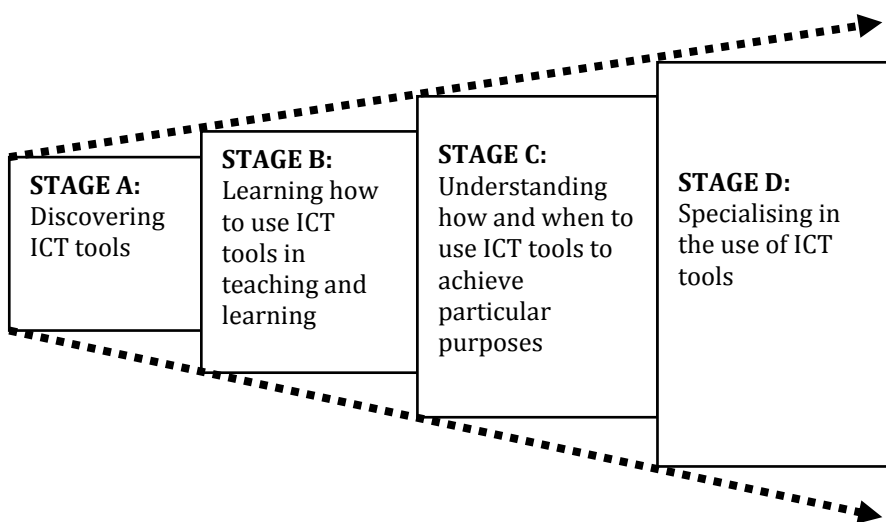 STAGE A:
Discovering
ICT tools
STAGE B:
Learning how
to use ICT
tools in
teaching and
learning
STAGE C:
Understanding
how and when to
use ICT tools to
achieve
particular
purposes
STAGE D:
Specialising in
the use of ICT
tools